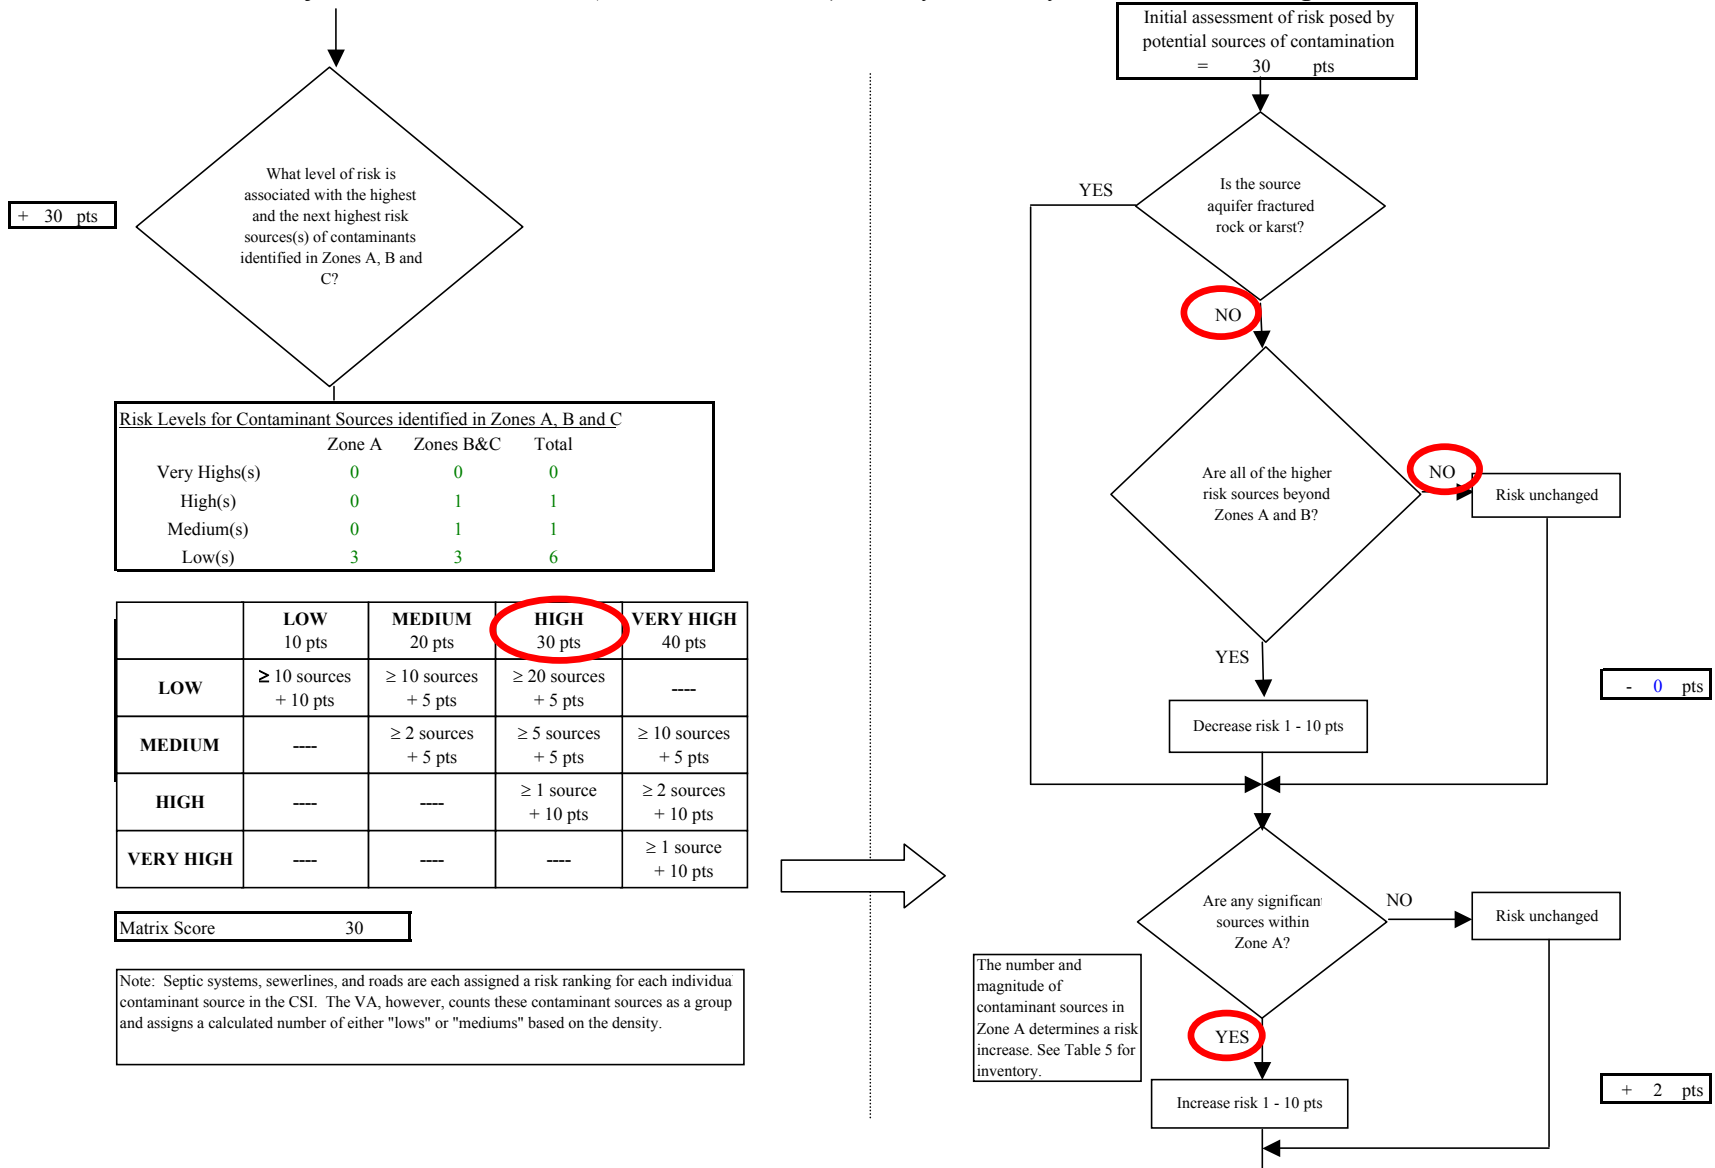 + 30 pts
What level of risk is
associated with the highest
and the next highest risk
sources(s) of contaminants
identified in Zones A, B and
C?
Risk Levels for Contaminant Sources identified in Zones A, B and C
Zone A Zones B&C Total
Very Highs(s) 0 0 0
High(s) 0 1 1
Medium(s) 0 1 1
Low(s) 3 3 6
LOW MEDIUM HIGH VERY HIGH
10 pts 20 pts 30 pts 40 pts
LOW ≥ 10 sources ≥ 10 sources ≥ 20 sources ----
+ 10 pts + 5 pts + 5 pts
MEDIUM ---- ≥ 2 sources ≥ 5 sources ≥ 10 sources
+ 5 pts + 5 pts + 5 pts
HIGH ---- ---- ≥ 1 source ≥ 2 sources
+ 10 pts + 10 pts
VERY HIGH ---- ---- ---- ≥ 1 source
+ 10 pts
Matrix Score 30
Note: Septic systems, sewerlines, and roads are each assigned a risk ranking for each individua
contaminant source in the CSI. The VA, however, counts these contaminant sources as a group
and assigns a calculated number of either "lows" or "mediums" based on the density.
Initial assessment of risk posed by
potential sources of contamination
= 30 pts
YES
Is the source
aquifer fractured
rock or karst?
NO
Are all of the higher
risk sources beyond
Zones A and B?
NO
Risk unchanged
YES
- 0 pts
Decrease risk 1 - 10 pts
Are any significan
sources within
Zone A?
NO
Risk unchanged
The number and
magnitude of
contaminant sources in
Zone A determines a risk
increase. See Table 5 for
inventory.
YES
+ 2 pts
Increase risk 1 - 10 pts